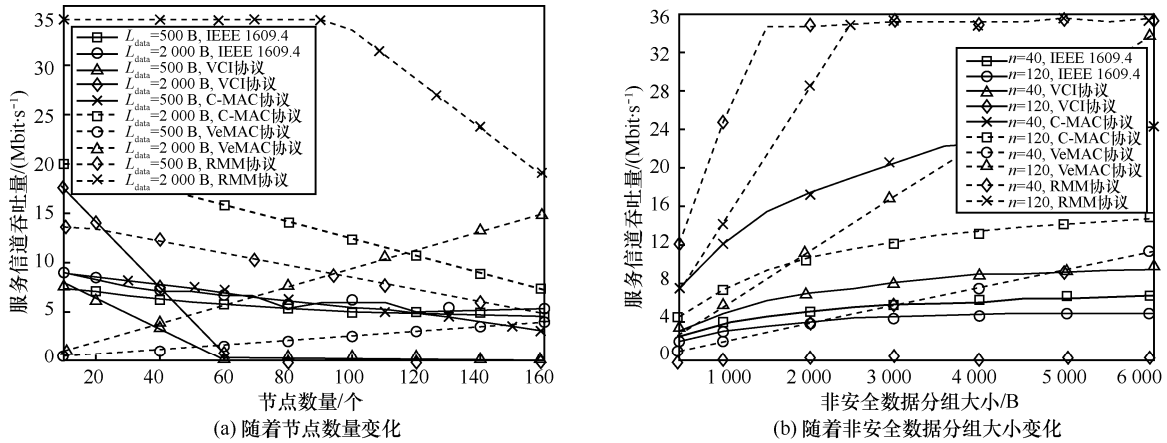 35
30
25
20
15
10
5
0
服务信道吞吐量/(Mbit·s⁻¹)
L_data=500 B, IEEE 1609.4
L_data=2 000 B, IEEE 1609.4
L_data=500 B, VCI协议
L_data=2 000 B, VCI协议
L_data=500 B, C-MAC协议
L_data=2 000 B, C-MAC协议
L_data=500 B, VeMAC协议
L_data=2 000 B, VeMAC协议
L_data=500 B, RMM协议
L_data=2 000 B, RMM协议
20 40 60 80 100 120 140 160
节点数量/个
(a) 随着节点数量变化
36
32
28
24
20
16
12
8
4
0
服务信道吞吐量/(Mbit·s⁻¹)
n=40, IEEE 1609.4
n=120, IEEE 1609.4
n=40, VCI协议
n=120, VCI协议
n=40, C-MAC协议
n=120, C-MAC协议
n=40, VeMAC协议
n=120, VeMAC协议
n=40, RMM协议
n=120, RMM协议
1 000 2 000 3 000 4 000 5 000 6 000
非安全数据分组大小/B
(b) 随着非安全数据分组大小变化